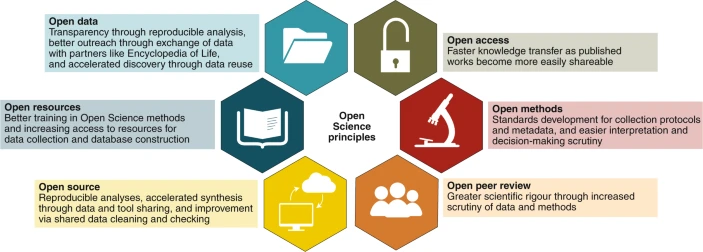 Open data
Transparency through reproducible analysis,
better outreach through exchange of data
with partners like Encyclopedia of Life,
and accelerated discovery through data reuse
Open access
Faster knowledge transfer as published
works become more easily shareable
Open resources
Better training in Open Science methods
and increasing access to resources for
data collection and database construction
Open
Science
principles
Open methods
Standards development for collection protocols
and metadata, and easier interpretation and
decision-making scrutiny
Open source
Reproducible analyses, accelerated synthesis
through data and tool sharing, and improvement
via shared data cleaning and checking
Open peer review
Greater scientific rigour through increased
scrutiny of data and methods